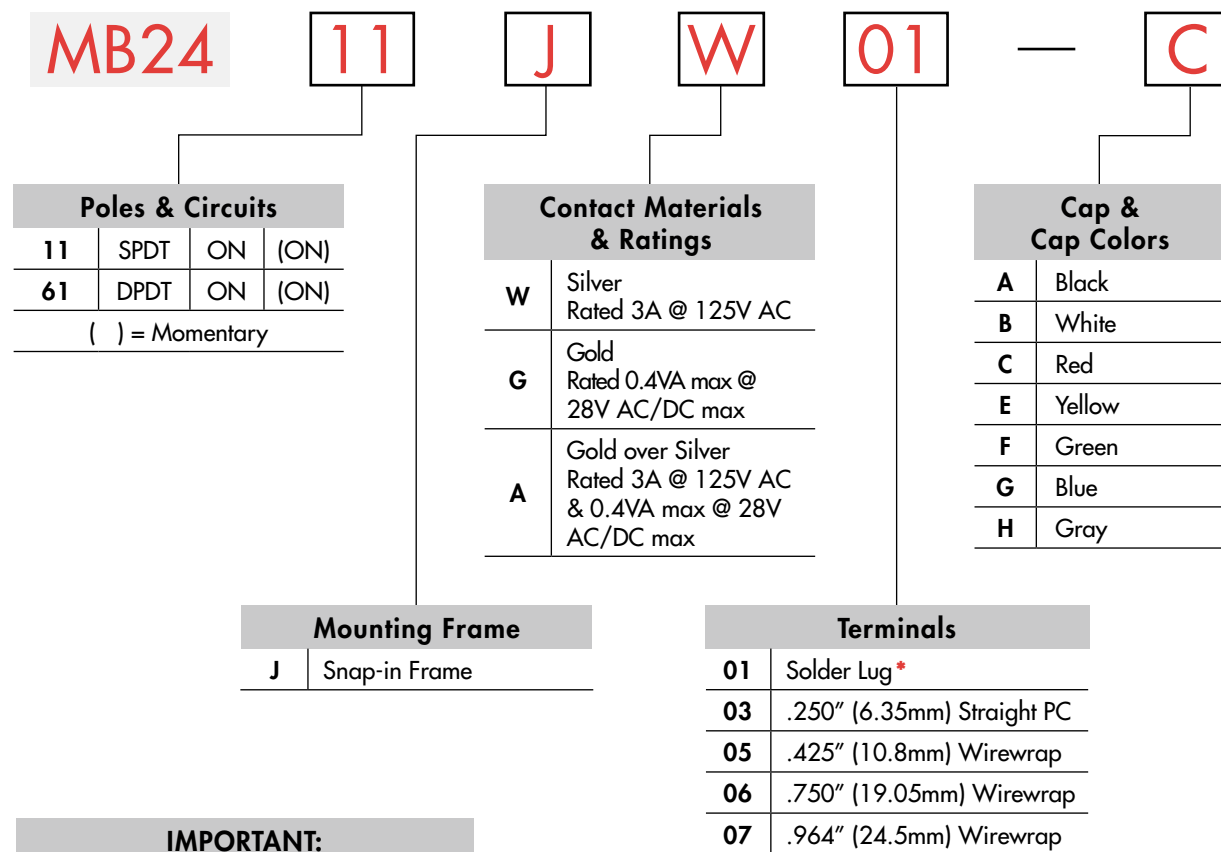 MB24 11 J W 01 — C
Poles & Circuits
11 SPDT ON (ON)
61 DPDT ON (ON)
( ) = Momentary
Contact Materials
& Ratings
W Silver
Rated 3A @ 125V AC
G Gold
Rated 0.4VA max @
28V AC/DC max
A Gold over Silver
Rated 3A @ 125V AC
& 0.4VA max @ 28V
AC/DC max
Cap &
Cap Colors
A Black
B White
C Red
E Yellow
F Green
G Blue
H Gray
Mounting Frame
J Snap-in Frame
Terminals
01 Solder Lug*
03 .250” (6.35mm) Straight PC
05 .425” (10.8mm) Wirewrap
06 .750” (19.05mm) Wirewrap
07 .964” (24.5mm) Wirewrap
IMPORTANT: